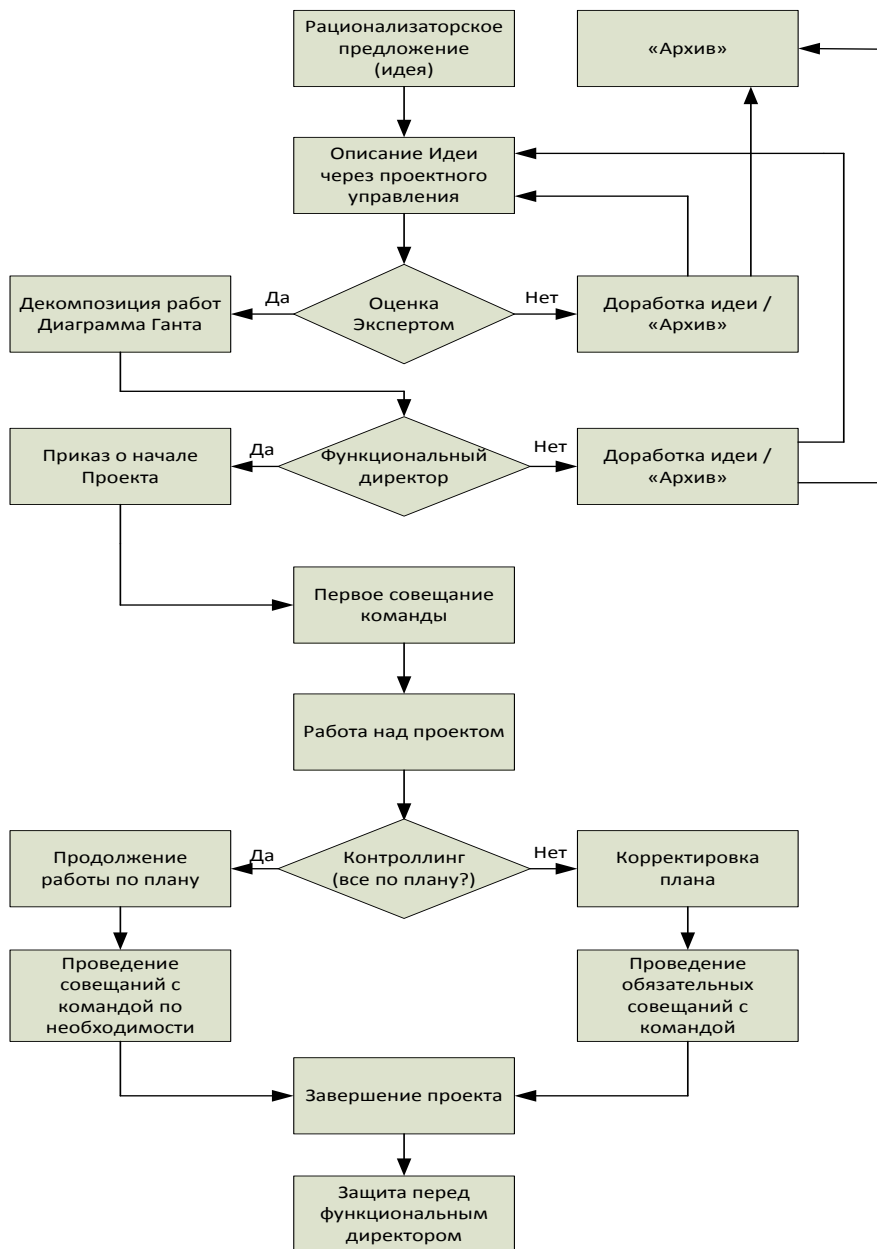 Рационализаторское
предложение
(идея)
«Архив»
Описание Идеи
через проектного
управления
Декомпозиция работ
Диаграмма Ганта
Да
Оценка
Экспертом
Нет
Доработка идеи /
«Архив»
Приказ о начале
Проекта
Да
Функциональный
директор
Нет
Доработка идеи /
«Архив»
Первое совещание
команды
Работа над проектом
Продолжение
работы по плану
Да
Контроллинг
(все по плану?)
Нет
Корректировка
плана
Проведение
совещаний с
командой по
необходимости
Проведение
обязательных
совещаний с
командой
Завершение проекта
Защита перед
функциональным
директором